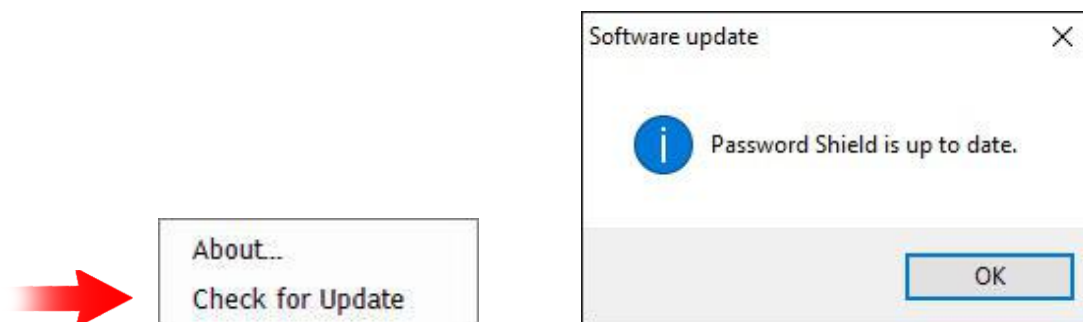 Software update
Password Shield is up to date.
OK
About...
Check for Update